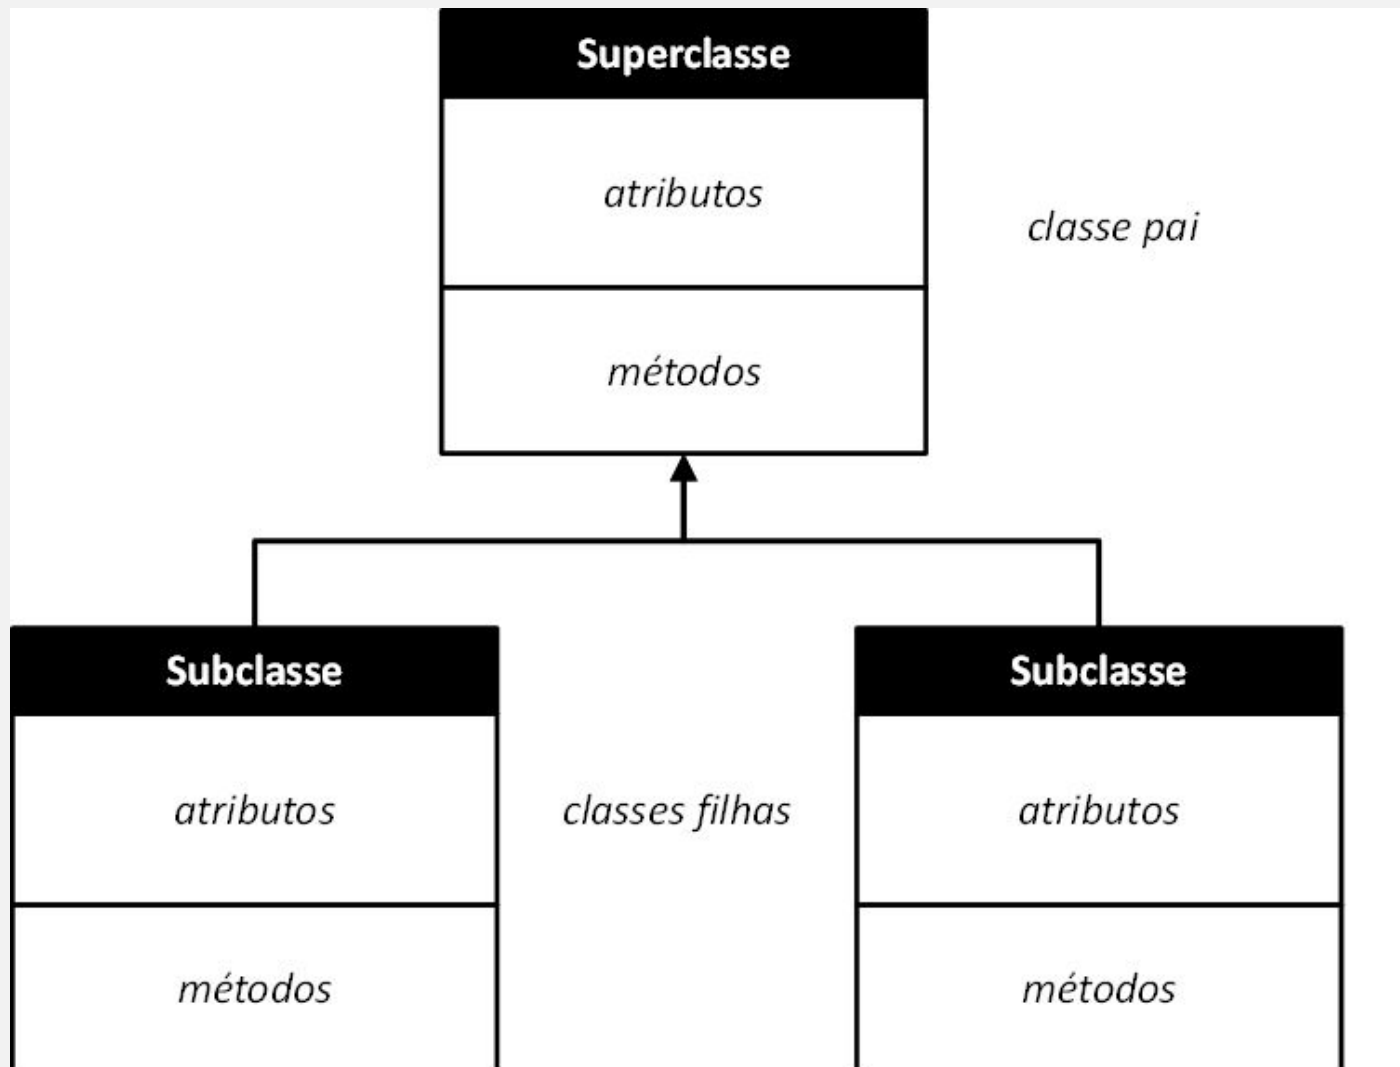 Superclasse
atributos
classe pai
métodos
Subclasse
Subclasse
atributos
classes filhas
atributos
métodos
métodos